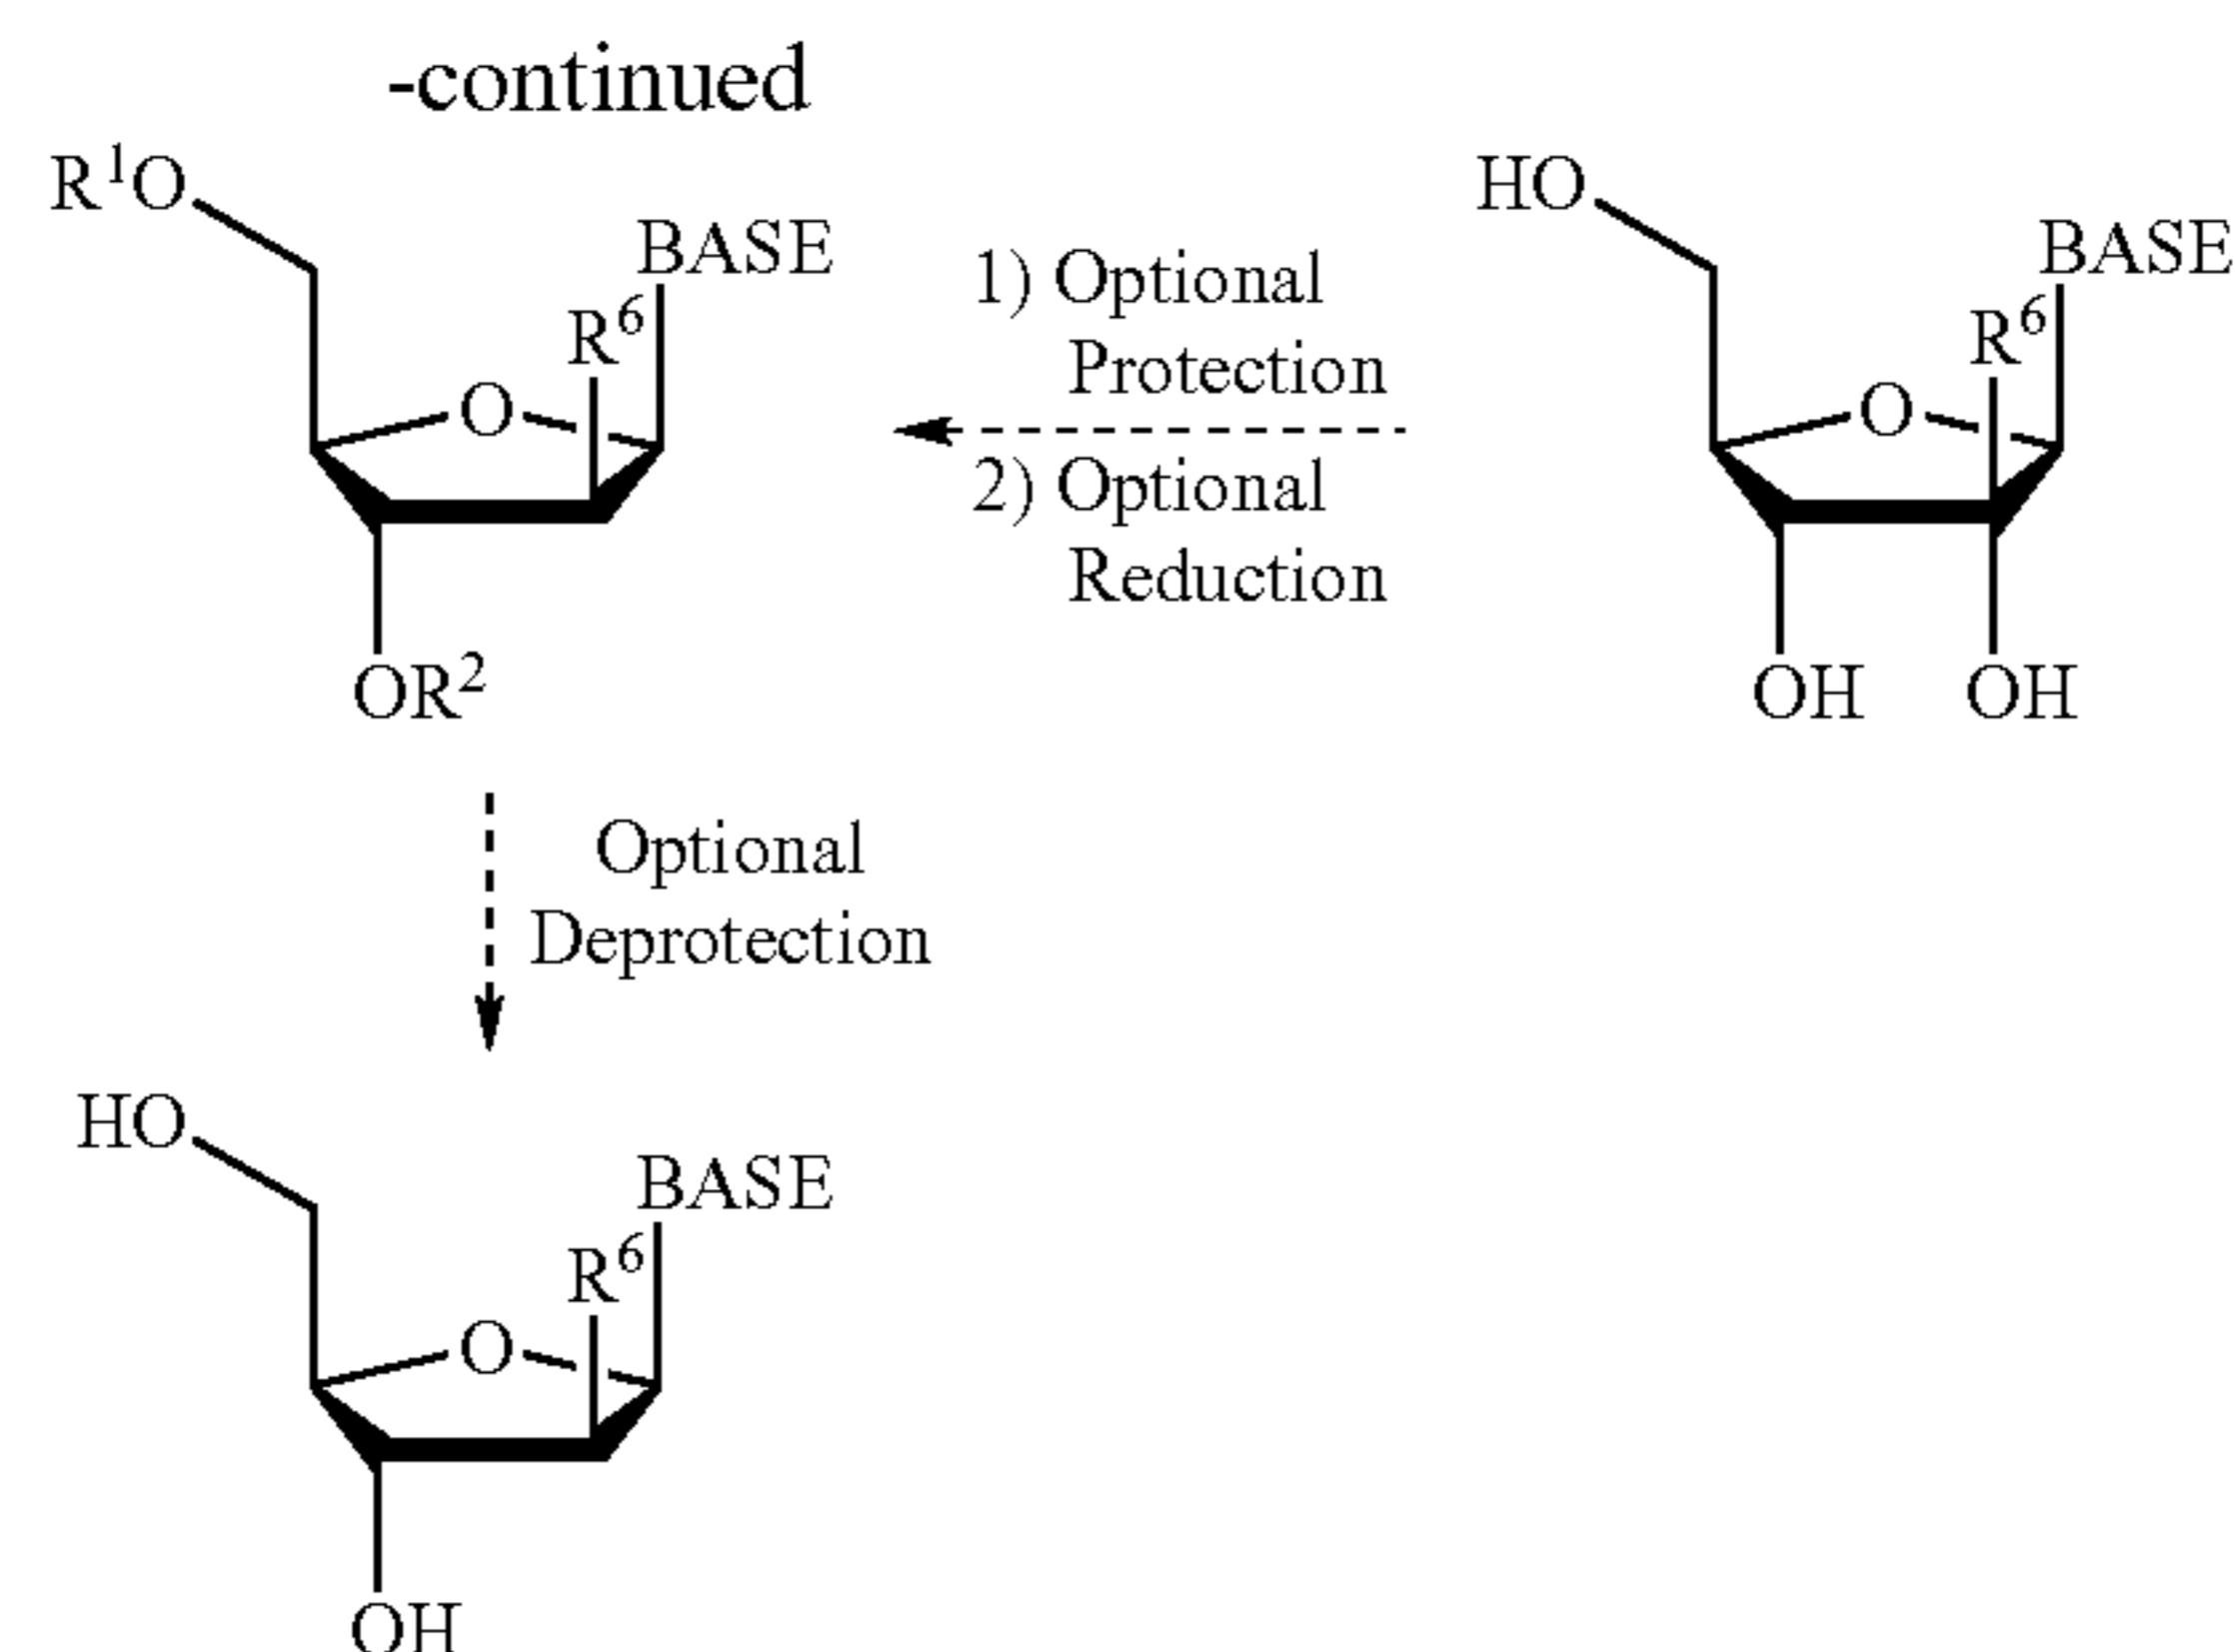 -continued
R¹O
BASE
R⁶
O
OR²
1) Optional
Protection
2) Optional
Reduction
HO
BASE
R⁶
O
OH OH
Optional
Deprotection
HO
BASE
R⁶
O
OH